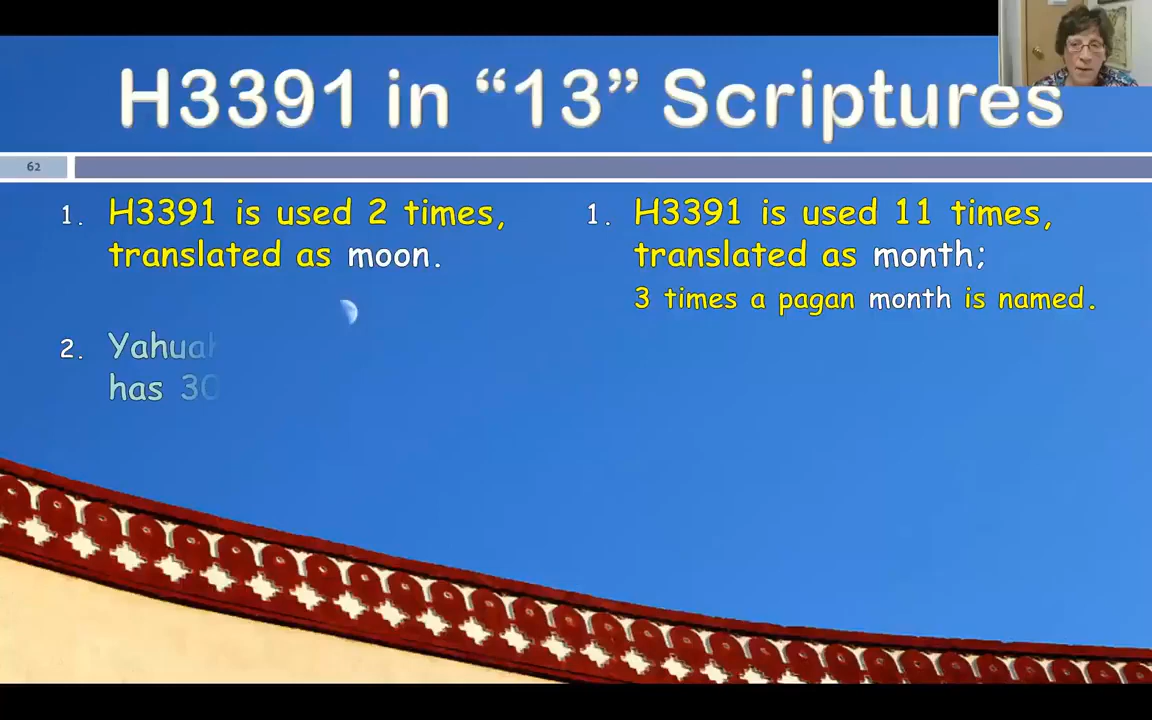 H3391 in “13” Scriptures
62
1. H3391 is used 2 times,
translated as moon.
2. Yahuah
has 30
1. H3391 is used 11 times,
translated as month;
3 times a pagan month is named.